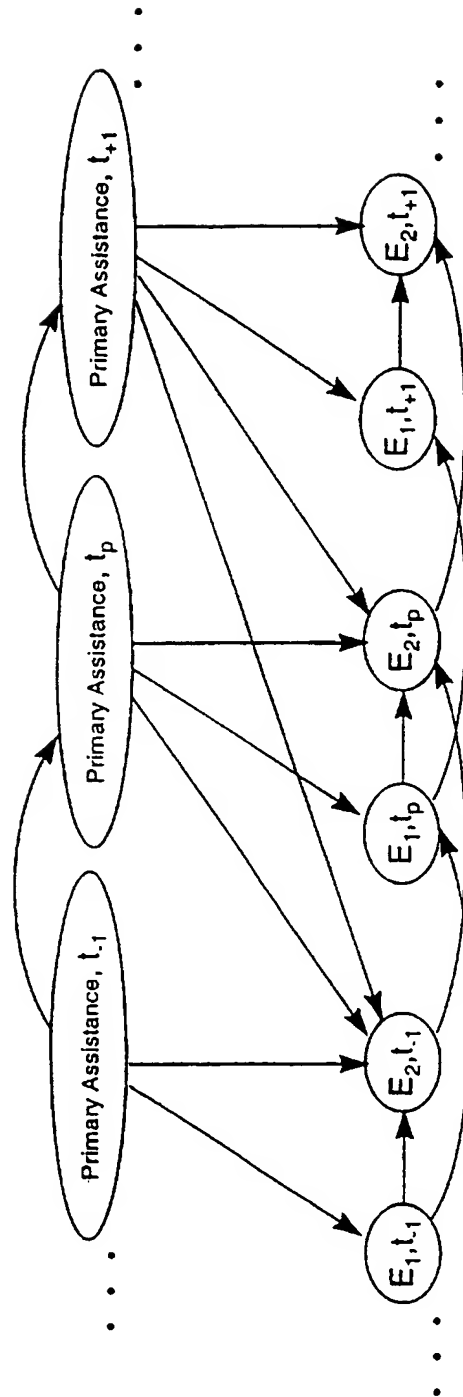 Primary Assistance, t-1
Primary Assistance, tp
Primary Assistance, t+1
E1, t-1
E2, t-1
E1, tp
E2, tp
E1, t+1
E2, t+1